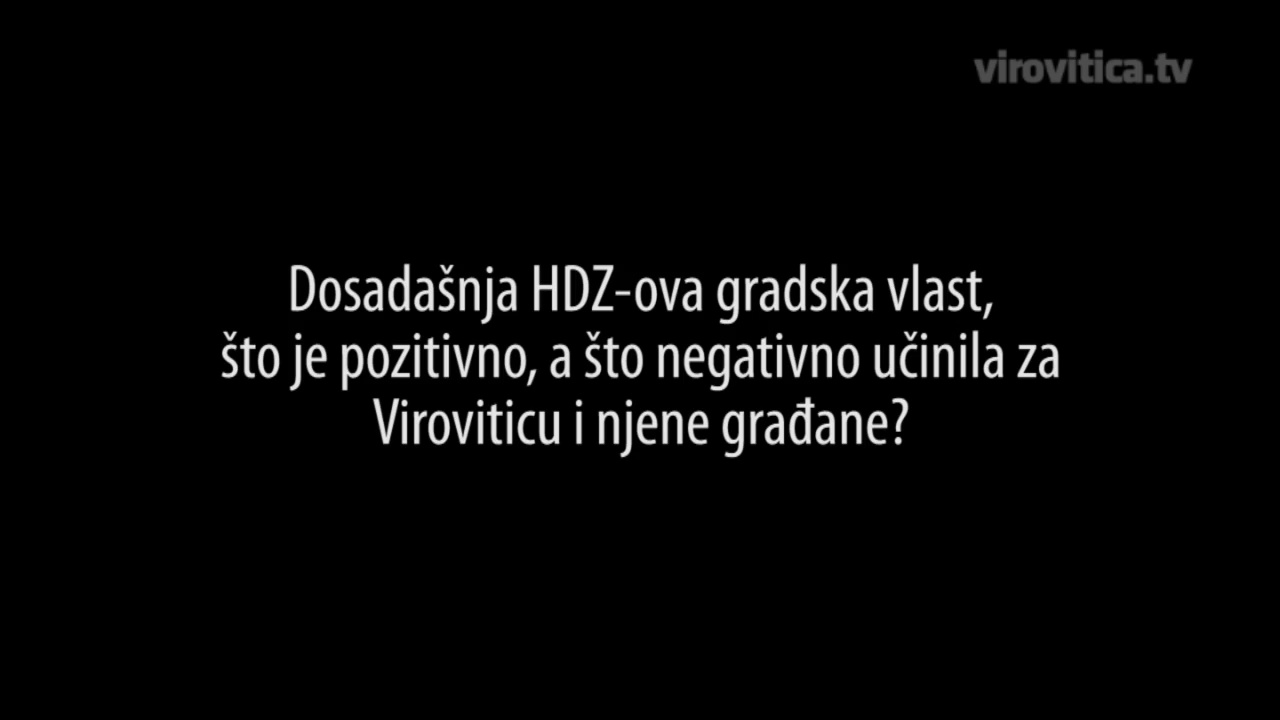 virovitica.tv
Dosadašnja HDZ-ova gradska vlast,
što je pozitivno, a što negativno učinila za
Viroviticu i njene građane?